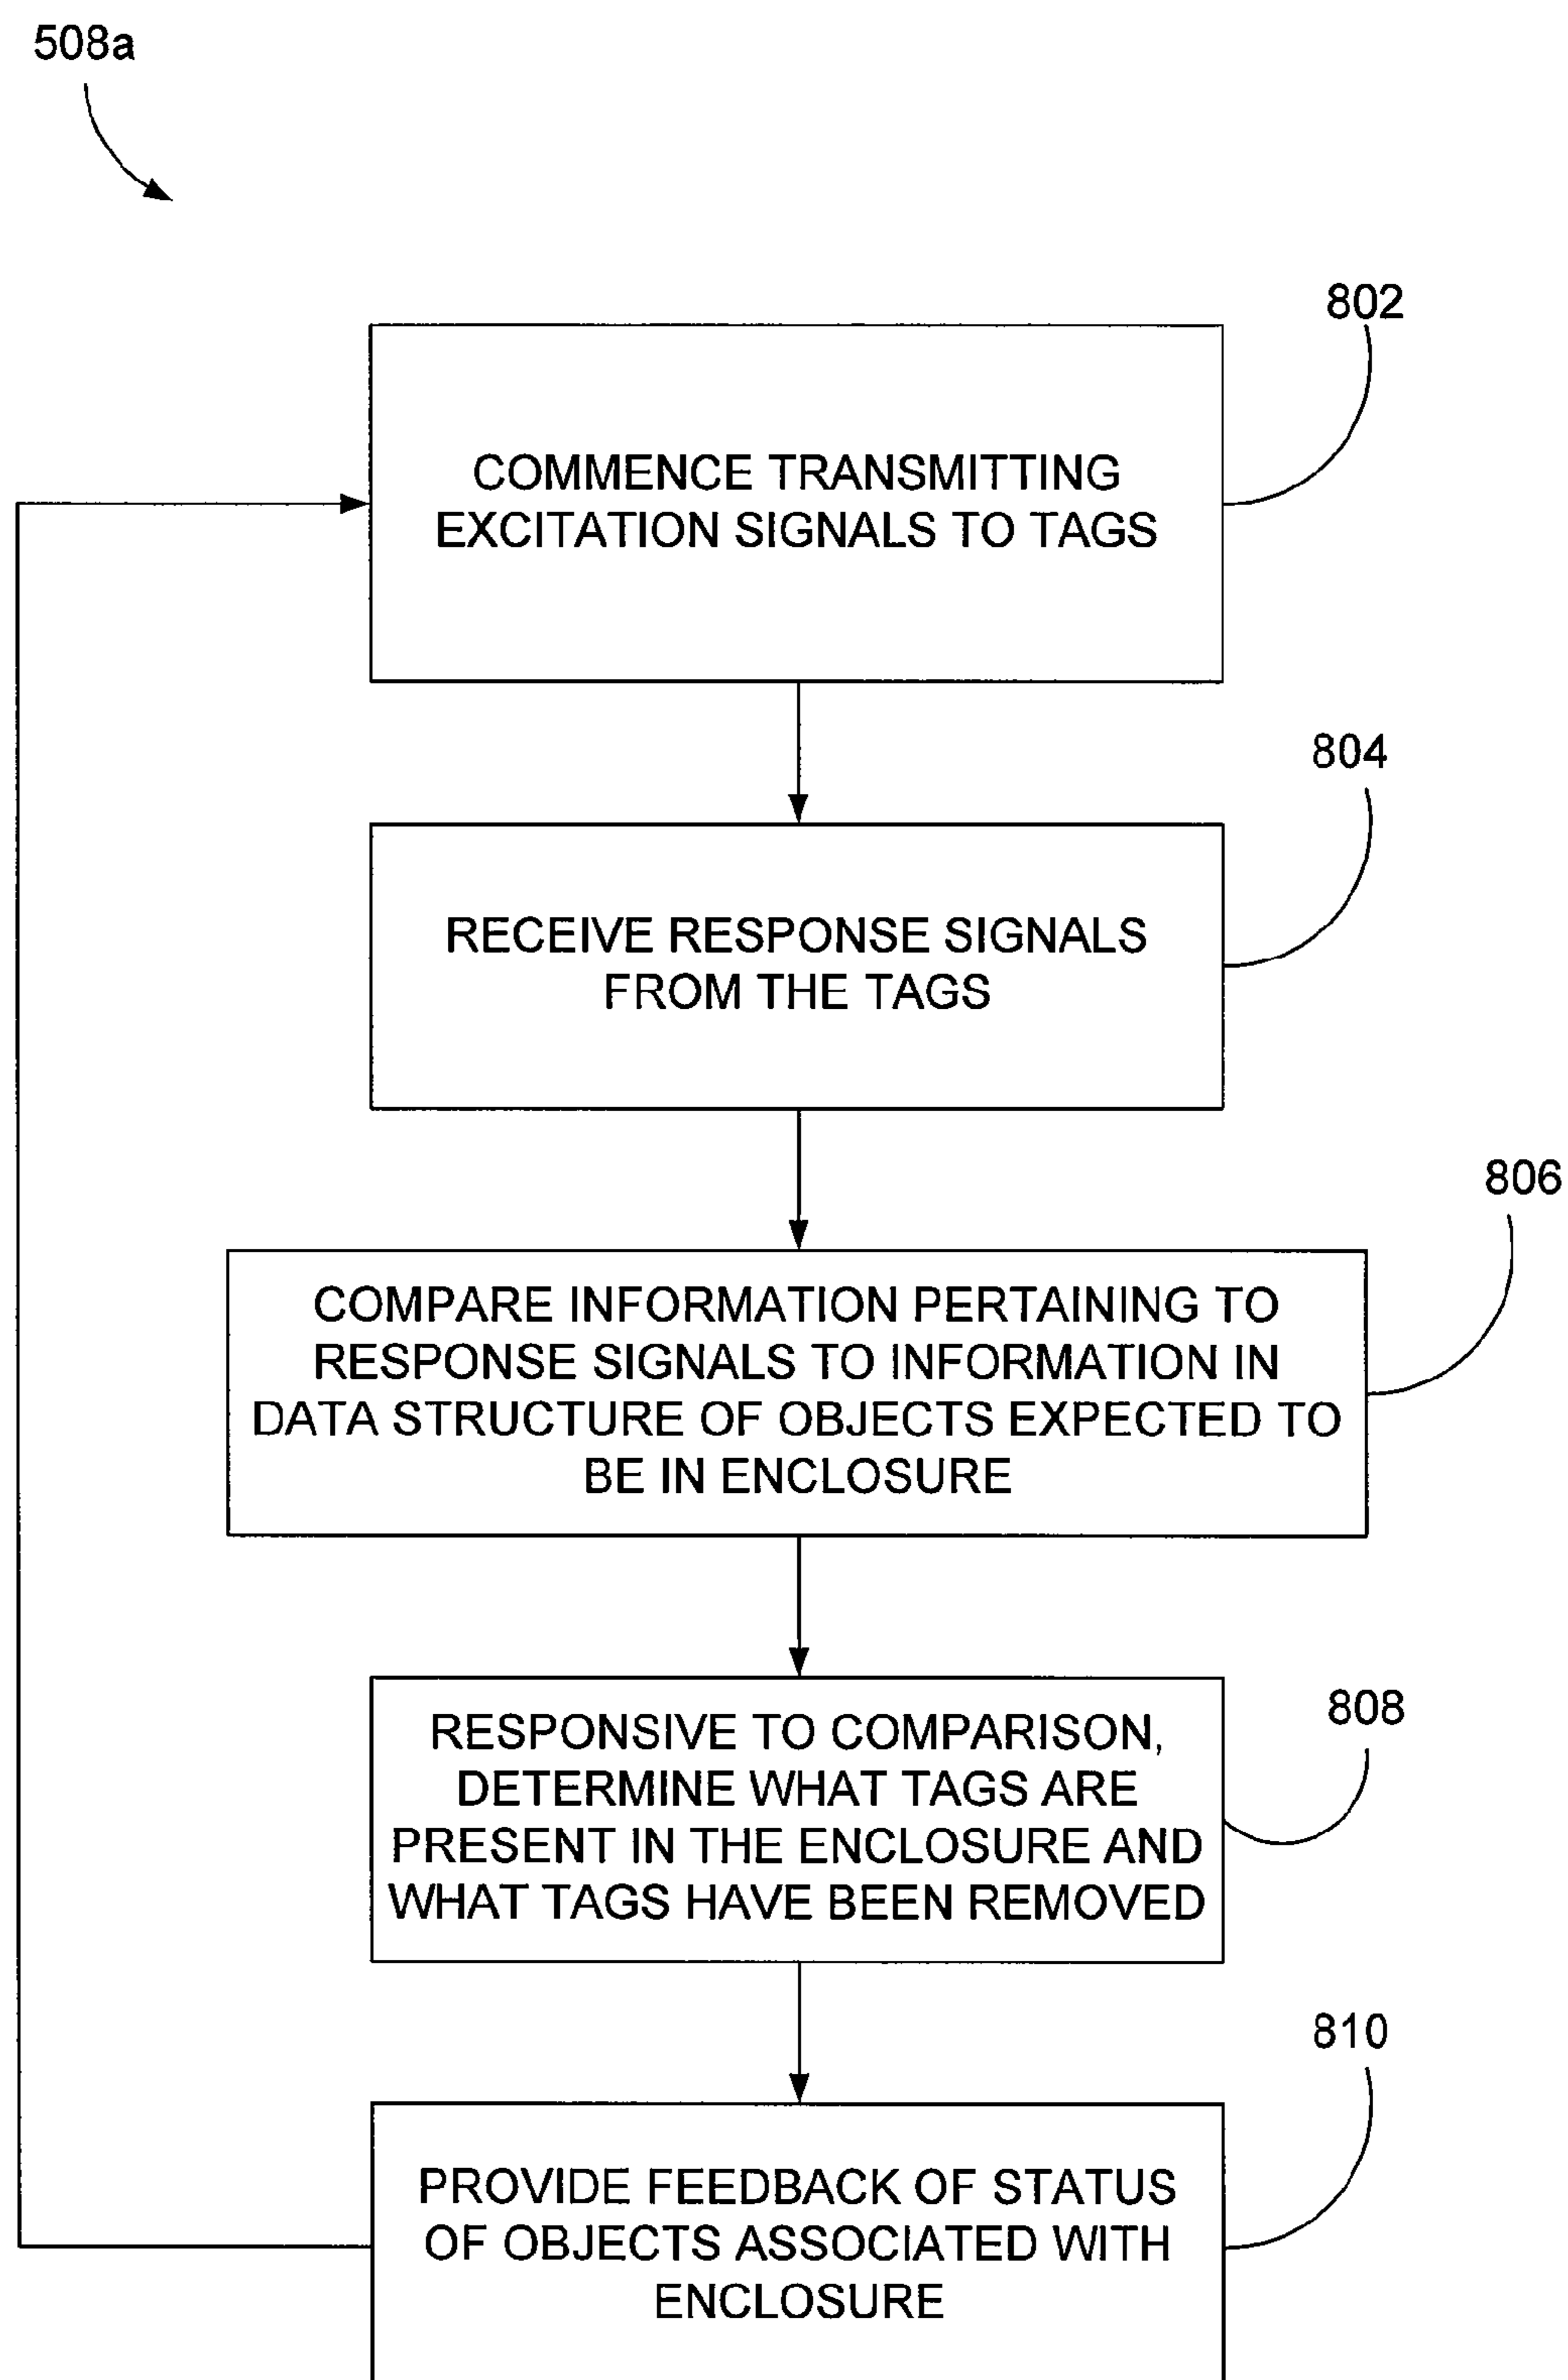 508a
802
COMMENCE TRANSMITTING
EXCITATION SIGNALS TO TAGS
804
RECEIVE RESPONSE SIGNALS
FROM THE TAGS
806
COMPARE INFORMATION PERTAINING TO
RESPONSE SIGNALS TO INFORMATION IN
DATA STRUCTURE OF OBJECTS EXPECTED TO
BE IN ENCLOSURE
808
RESPONSIVE TO COMPARISON,
DETERMINE WHAT TAGS ARE
PRESENT IN THE ENCLOSURE AND
WHAT TAGS HAVE BEEN REMOVED
810
PROVIDE FEEDBACK OF STATUS
OF OBJECTS ASSOCIATED WITH
ENCLOSURE